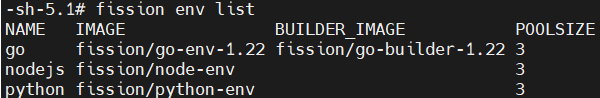 -sh-5.1# fission env list
NAME IMAGE BUILDER_IMAGE POOLSIZE
go fission/go-env-1.22 fission/go-builder-1.22 3
nodejs fission/node-env 3
python fission/python-env 3